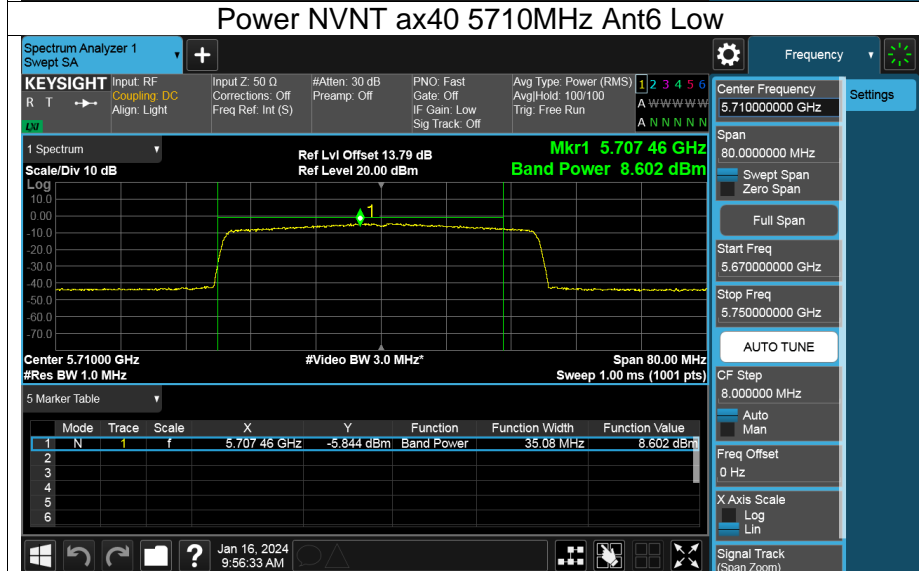 Power NVNT ax40 5710MHz Ant6 Low
Spectrum Analyzer 1
Swept SA
+
Frequency
KEYSIGHT
R T
LXI
Input: RF
Coupling: DC
Align: Light
Input Z: 50 Ω
Corrections: Off
Freq Ref: Int (S)
#Atten: 30 dB
Preamp: Off
PNO: Fast
Gate: Off
IF Gain: Low
Sig Track: Off
Avg Type: Power (RMS)
Avg|Hold: 100/100
Trig: Free Run
1 2 3 4 5 6
A W W W W W
A N N N N N
Center Frequency
5.710000000 GHz
Settings
Span
80.0000000 MHz
Swept Span
Zero Span
Full Span
Start Freq
5.670000000 GHz
Stop Freq
5.750000000 GHz
AUTO TUNE
CF Step
8.000000 MHz
Auto
Man
Freq Offset
0 Hz
X Axis Scale
Log
Lin
Signal Track
(Span Zoom)
1 Spectrum
Scale/Div 10 dB
Ref Lvl Offset 13.79 dB
Ref Level 20.00 dBm
Mkr1 5.707 46 GHz
Band Power 8.602 dBm
Log
10.0
0.00
-10.0
-20.0
-30.0
-40.0
-50.0
-60.0
-70.0
1
Center 5.71000 GHz
#Res BW 1.0 MHz
#Video BW 3.0 MHz*
Span 80.00 MHz
Sweep 1.00 ms (1001 pts)
5 Marker Table
Mode Trace Scale X Y Function Function Width Function Value
1 N 1 f 5.707 46 GHz -5.844 dBm Band Power 35.08 MHz 8.602 dBm
2
3
4
5
6
?
Jan 16, 2024
9:56:33 AM